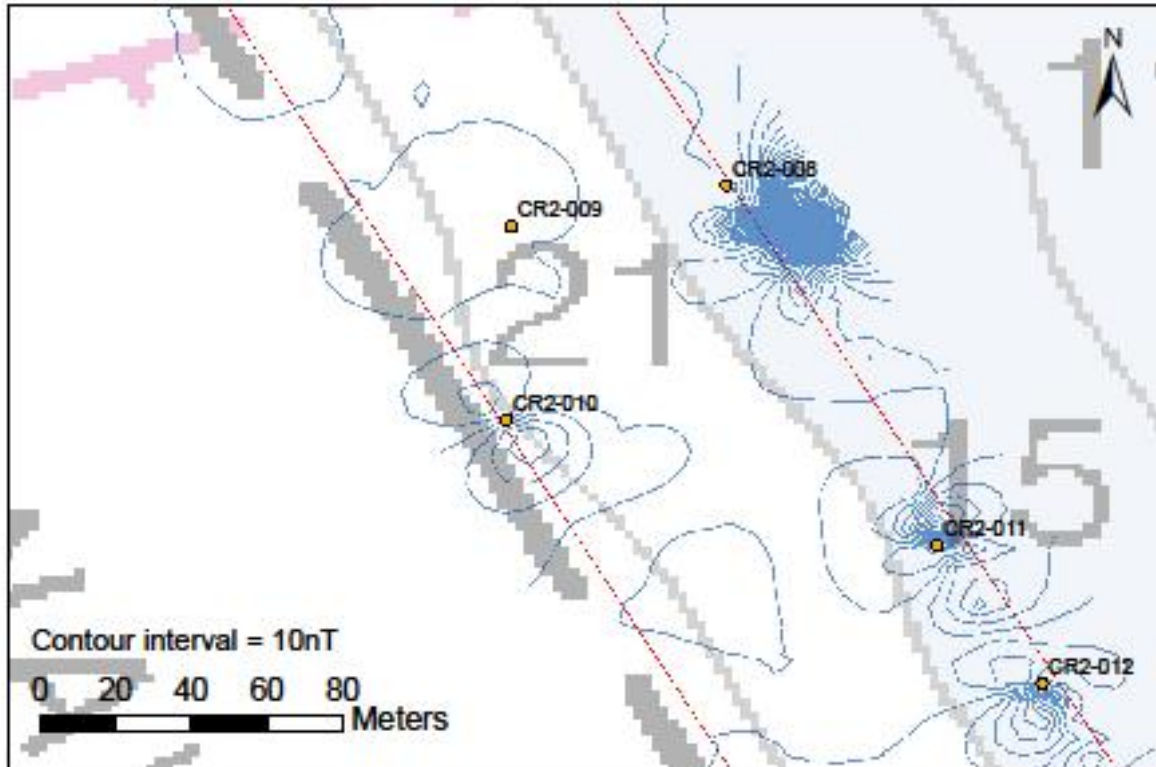 N
1
CR2-008
CR2-009
21
CR2-010
15
CR2-011
Contour interval = 10nT
CR2-012
0 20 40 60 80
Meters